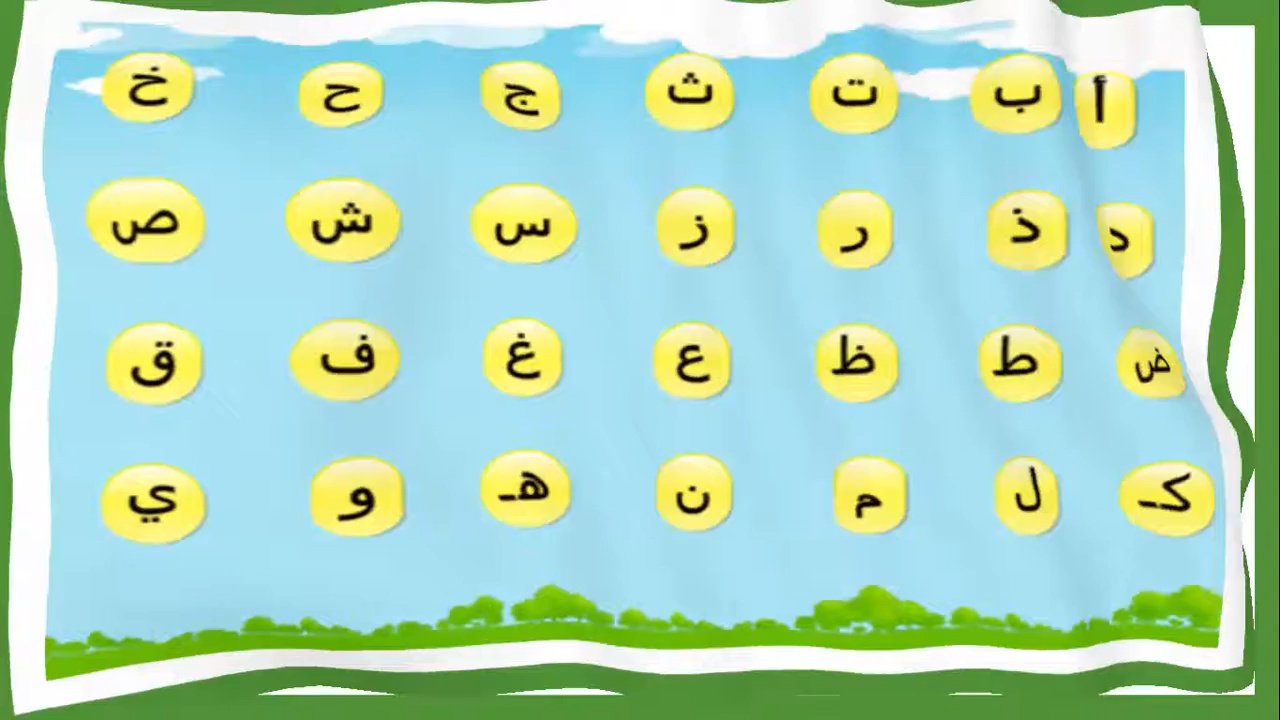 أ ب ت ث ج ح خ
د ذ ر ز س ش ص
ض ط ظ ع غ ف ق
كـ ل م ن هـ و ي